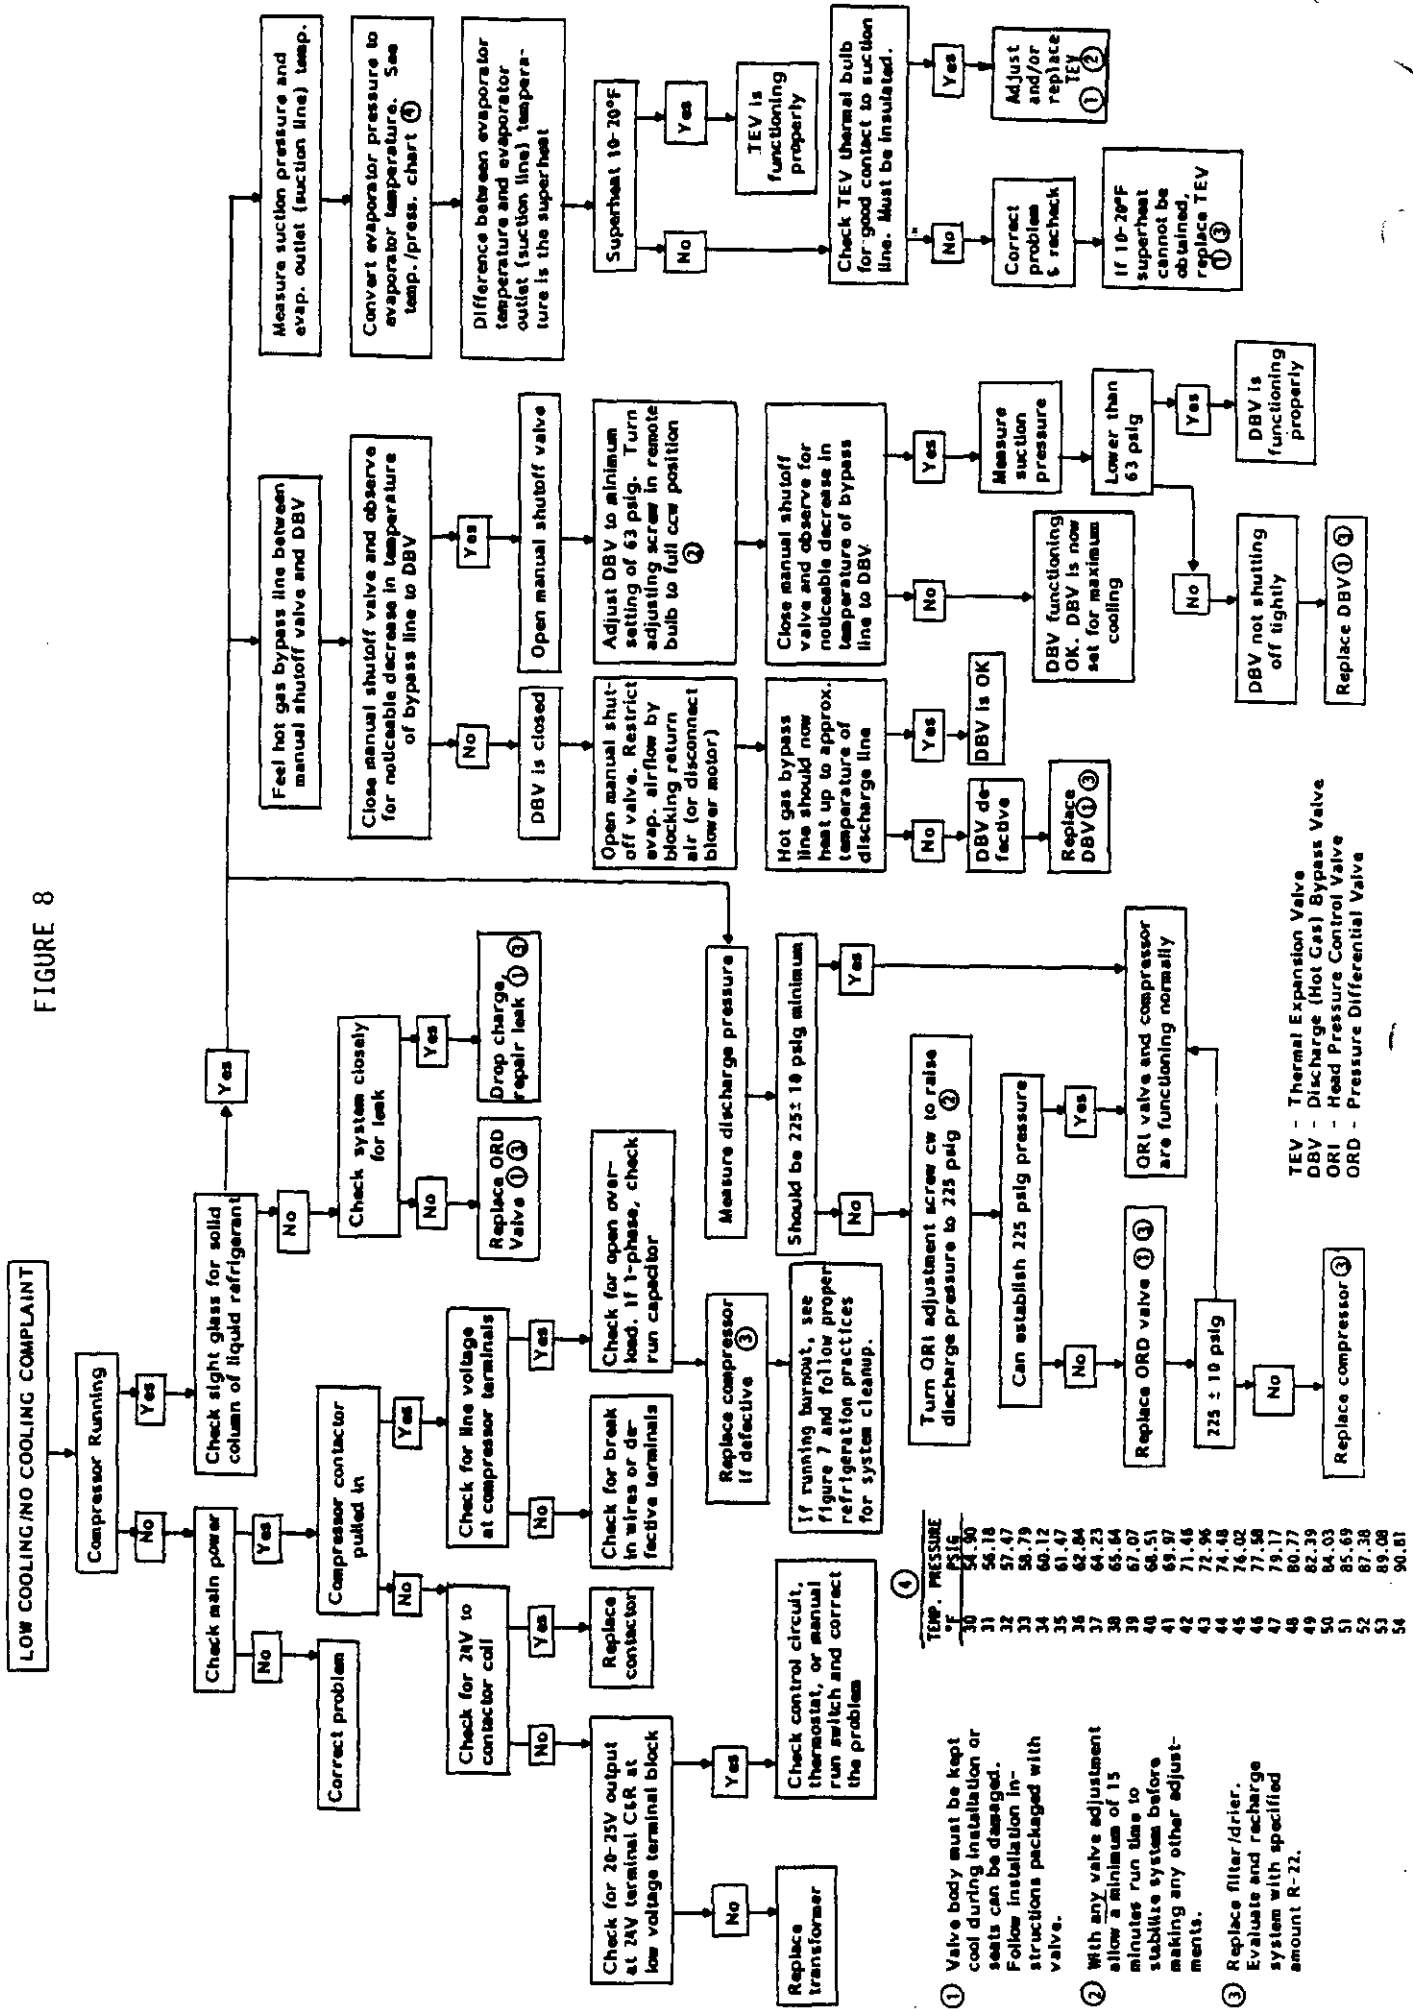 FIGURE 8
LOW COOLING/NO COOLING COMPLAINT
Compressor Running
No
Yes
Check main power
No
Yes
Correct problem
Compressor contactor
pulled in
No
Yes
Check for 24V to
contactor coil
No
Yes
Check for 20-25V output
at 24V terminal C&R at
low voltage terminal block
No
Yes
Replace
transformer
Check control circuit,
thermostat, or manual
run switch and correct
the problem
Replace
contactor
Check for line voltage
at compressor terminals
No
Yes
Check for break
in wires or de-
fective terminals
Check for open over-
load. If 1-phase, check
run capacitor
Replace compressor
if defective ③
If running burnout, see
figure 7 and follow proper
refrigeration practices
for system cleanup.
Check sight glass for solid
column of liquid refrigerant
No
Yes
Check system closely
for leak
No
Yes
Replace ORD
Valve ① ③
Drop charge,
repair leak ① ③
Measure discharge pressure
Should be 225± 10 psig minimum
No
Yes
Turn ORI adjustment screw cw to raise
discharge pressure to 225 psig ②
Can establish 225 psig pressure
No
Yes
Replace ORD valve ① ③
225 ± 10 psig
No
Replace compressor ③
ORI valve and compressor
are functioning normally
Feel hot gas bypass line between
manual shutoff valve and DBV
Close manual shutoff valve and observe
for noticeable decrease in temperature
of bypass line to DBV
No
Yes
DBV is closed
Open manual shut-
off valve. Restrict
evap. airflow by
blocking return
air (or disconnect
blower motor)
Hot gas bypass
line should now
heat up to approx.
temperature of
discharge line
No
Yes
DBV de-
fective
Replace
DBV ① ③
DBV is OK
Open manual shutoff valve
Adjust DBV to minimum
setting of 63 psig. Turn
adjusting screw in remote
bulb to full ccw position
②
Close manual shutoff
valve and observe for
noticeable decrease in
temperature of bypass
line to DBV
No
Yes
DBV functioning
OK. DBV is now
set for maximum
cooling
Measure
suction
pressure
Lower than
63 psig
No
Yes
DBV not shutting
off tightly
Replace DBV ① ③
DBV is
functioning
properly
Measure suction pressure and
evap. outlet (suction line) temp.
Convert evaporator pressure to
evaporator temperature. See
temp./press. chart ④
Difference between evaporator
temperature and evaporator
outlet (suction line) tempera-
ture is the superheat
Superheat 10-20°F
No
Yes
TEV is
functioning
properly
Check TEV thermal bulb
for good contact to suction
line. Must be insulated.
No
Yes
Correct
problem
& recheck
If 10-20°F
superheat
cannot be
obtained,
replace TEV
① ③
Adjust
and/or
replace
TEV
① ②
① Valve body must be kept
cool during installation or
seats can be damaged.
Follow installation in-
structions packaged with
valve.
② With any valve adjustment
allow a minimum of 15
minutes run time to
stabilize system before
making any other adjust-
ments.
③ Replace filter/drier.
Evaluate and recharge
system with specified
amount R-22.
④
TEMP. PRESSURE
°F PSIG
30 54.90
31 56.18
32 57.47
33 58.79
34 60.12
35 61.47
36 62.84
37 64.23
38 65.64
39 67.07
40 68.51
41 69.97
42 71.46
43 72.96
44 74.48
45 76.02
46 77.58
47 79.17
48 80.77
49 82.39
50 84.03
51 85.69
52 87.38
53 89.08
54 90.81
TEV - Thermal Expansion Valve
DBV - Discharge (Hot Gas) Bypass Valve
ORI - Head Pressure Control Valve
ORD - Pressure Differential Valve